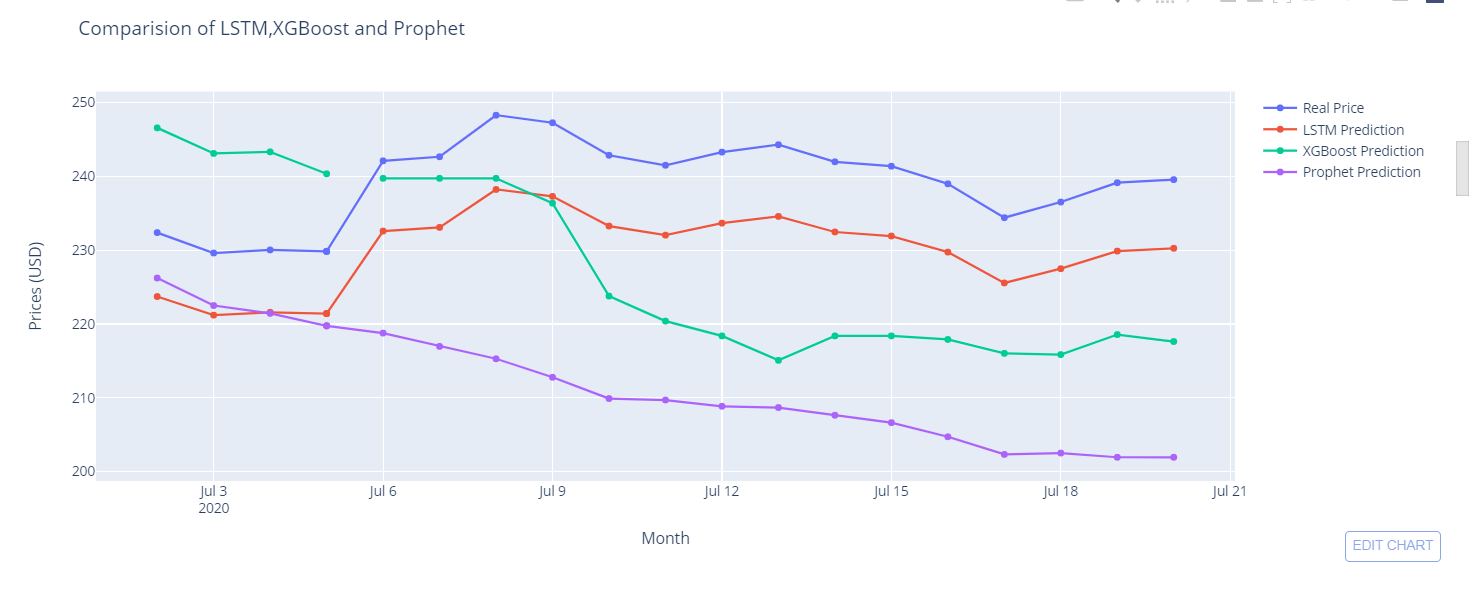 Comparision of LSTM,XGBoost and Prophet
250
240
230
220
210
200
Prices (USD)
Jul 3
2020
Jul 6
Jul 9
Jul 12
Jul 15
Jul 18
Jul 21
Month
Real Price
LSTM Prediction
XGBoost Prediction
Prophet Prediction
EDIT CHART